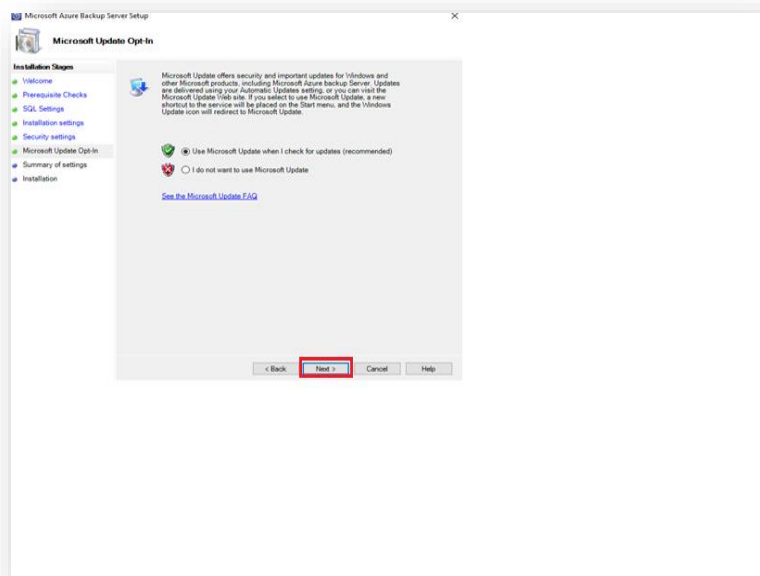 Microsoft Azure Backup Server Setup
Microsoft Update Opt-In
Installation Stages
Welcome
Prerequisite Checks
SQL Settings
Installation settings
Security settings
Microsoft Update Opt-In
Summary of settings
Installation
Microsoft Update offers security and important updates for Windows and
other Microsoft products, including Microsoft Azure backup Server. Updates
are delivered using your Automatic Updates setting, or you can visit the
Microsoft Update Web site. If you select to use Microsoft Update, a new
shortcut to the service will be placed on the Start menu, and the Windows
Update icon will redirect to Microsoft Update.
Use Microsoft Update when I check for updates (recommended)
I do not want to use Microsoft Update
See the Microsoft Update FAQ
< Back Next > Cancel Help